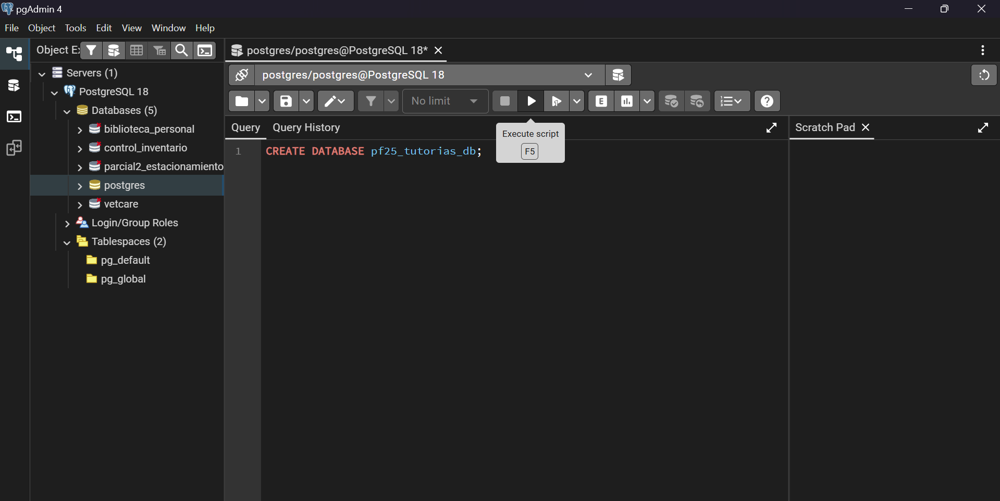 pgAdmin 4
File Object Tools Edit View Window Help
Object Ex
postgres/postgres@PostgreSQL 18*
Servers (1)
postgres/postgres@PostgreSQL 18
PostgreSQL 18
No limit
E
Databases (5)
Query Query History
Scratch Pad
biblioteca_personal
Execute script
F5
control_inventario
1 CREATE DATABASE pf25_tutorias_db;
parcial2_estacionamiento
postgres
vetcare
Login/Group Roles
Tablespaces (2)
pg_default
pg_global